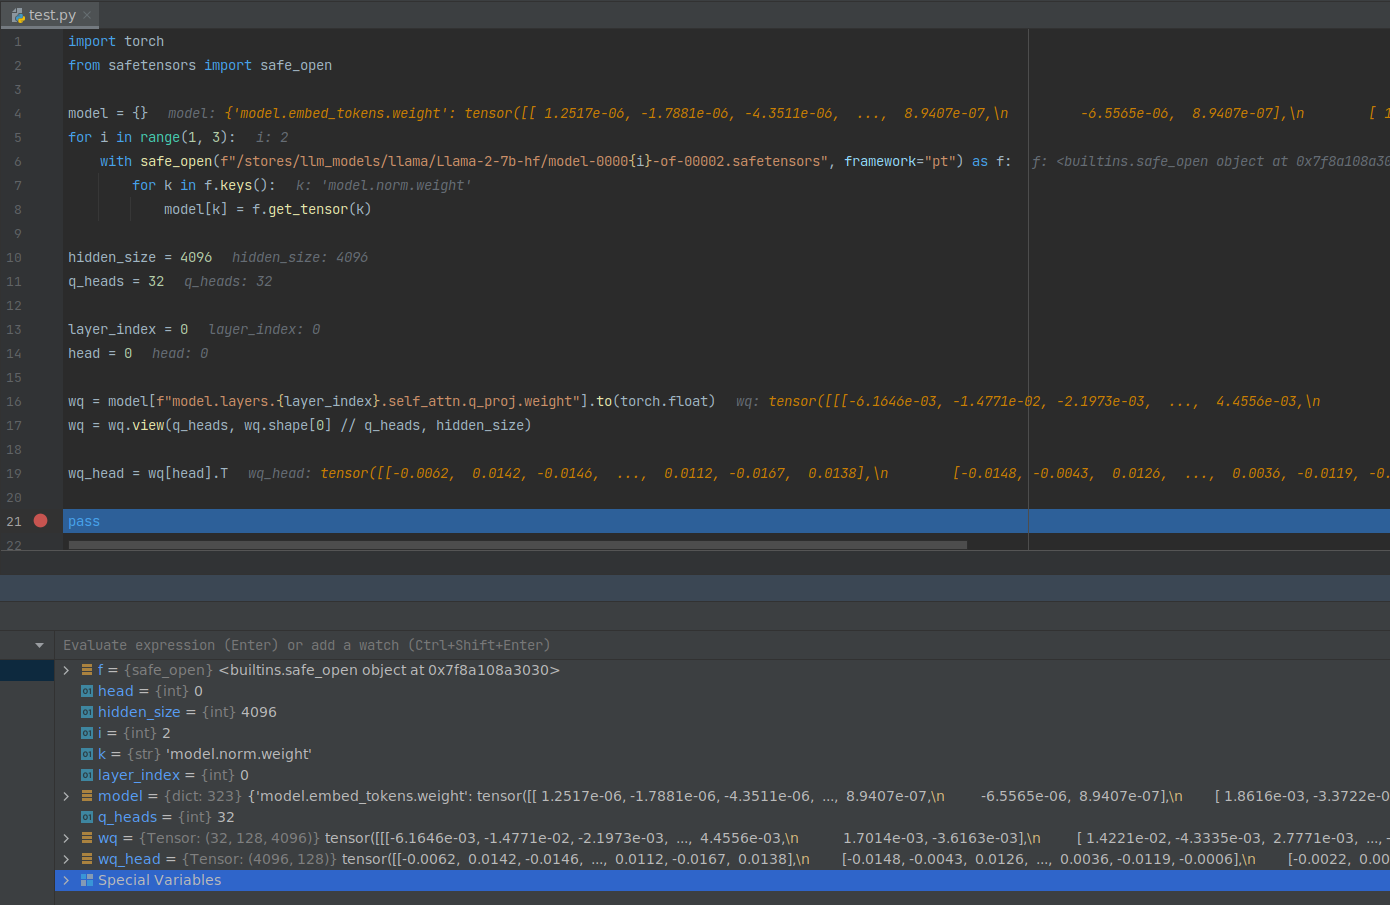 test.py
1 import torch
2 from safetensors import safe_open
3
4 model = {} model: {'model.embed_tokens.weight': tensor([[ 1.2517e-06, -1.7881e-06, -4.3511e-06, ..., 8.9407e-07,\n -6.5565e-06, 8.9407e-07],\n [ 1
5 for i in range(1, 3): i: 2
6 with safe_open(f"/stores/llm_models/llama/Llama-2-7b-hf/model-0000{i}-of-00002.safetensors", framework="pt") as f: f: <builtins.safe_open object at 0x7f8a108a30
7 for k in f.keys(): k: 'model.norm.weight'
8 model[k] = f.get_tensor(k)
9
10 hidden_size = 4096 hidden_size: 4096
11 q_heads = 32 q_heads: 32
12
13 layer_index = 0 layer_index: 0
14 head = 0 head: 0
15
16 wq = model[f"model.layers.{layer_index}.self_attn.q_proj.weight"].to(torch.float) wq: tensor([[[-6.1646e-03, -1.4771e-02, -2.1973e-03, ..., 4.4556e-03,\n
17 wq = wq.view(q_heads, wq.shape[0] // q_heads, hidden_size)
18
19 wq_head = wq[head].T wq_head: tensor([[-0.0062, 0.0142, -0.0146, ..., 0.0112, -0.0167, 0.0138],\n [-0.0148, -0.0043, 0.0126, ..., 0.0036, -0.0119, -0.
20
21 pass
22
Evaluate expression (Enter) or add a watch (Ctrl+Shift+Enter)
f = {safe_open} <builtins.safe_open object at 0x7f8a108a3030>
01 head = {int} 0
01 hidden_size = {int} 4096
01 i = {int} 2
01 k = {str} 'model.norm.weight'
01 layer_index = {int} 0
model = {dict: 323} {'model.embed_tokens.weight': tensor([[ 1.2517e-06, -1.7881e-06, -4.3511e-06, ..., 8.9407e-07,\n -6.5565e-06, 8.9407e-07],\n [ 1.8616e-03, -3.3722e-0
01 q_heads = {int} 32
wq = {Tensor: (32, 128, 4096)} tensor([[[-6.1646e-03, -1.4771e-02, -2.1973e-03, ..., 4.4556e-03,\n 1.7014e-03, -3.6163e-03],\n [ 1.4221e-02, -4.3335e-03, 2.7771e-03, ..., -
wq_head = {Tensor: (4096, 128)} tensor([[-0.0062, 0.0142, -0.0146, ..., 0.0112, -0.0167, 0.0138],\n [-0.0148, -0.0043, 0.0126, ..., 0.0036, -0.0119, -0.0006],\n [-0.0022, 0.00
Special Variables